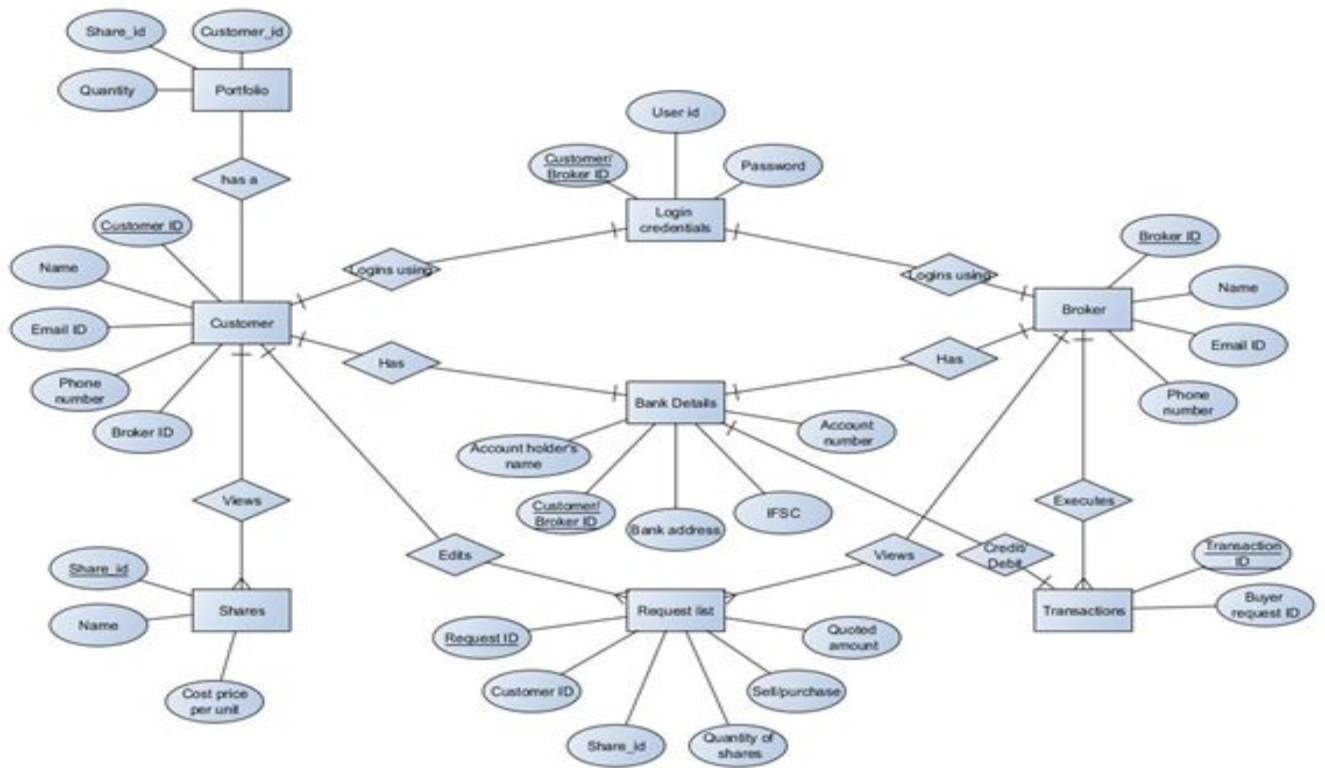 Share_id
Customer_id
Quantity
Portfolio
has a
User id
Customer/
Broker ID
Password
Login
credentials
Customer ID
Name
Email ID
Phone
number
Broker ID
Customer
Logins using
Logins using
Broker ID
Name
Email ID
Phone
number
Broker
Has
Has
Bank Details
Account holder's
name
Customer/
Broker ID
Bank address
IFSC
Account
number
Views
Edits
Views
Credit/
Debit
Executes
Share_id
Name
Shares
Cost price
per unit
Request list
Request ID
Customer ID
Share_id
Quantity of
shares
Sell/purchase
Quoted
amount
Transactions
Transaction
ID
Buyer
request ID